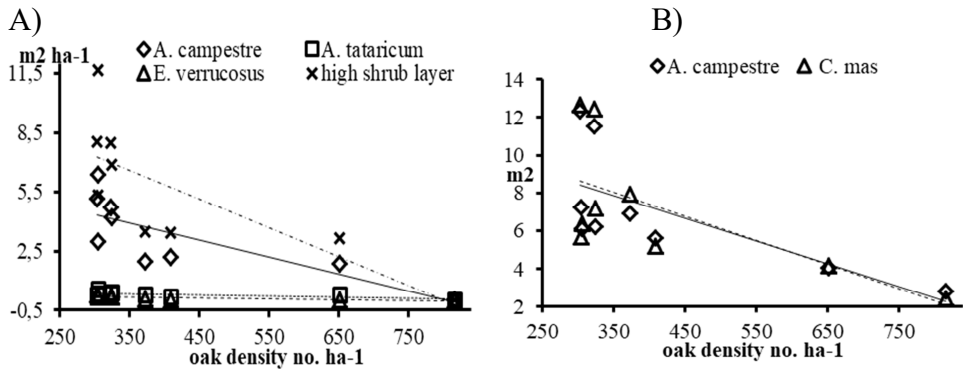 A)
m2 ha-1
A. campestre A. tataricum
E. verrucosus high shrub layer
11,5
8,5
5,5
2,5
-0,5
250 350 450 550 650 750
oak density no. ha-1
B)
A. campestre C. mas
14
12
10
m2
8
6
4
2
250 350 450 550 650 750
oak density no. ha-1